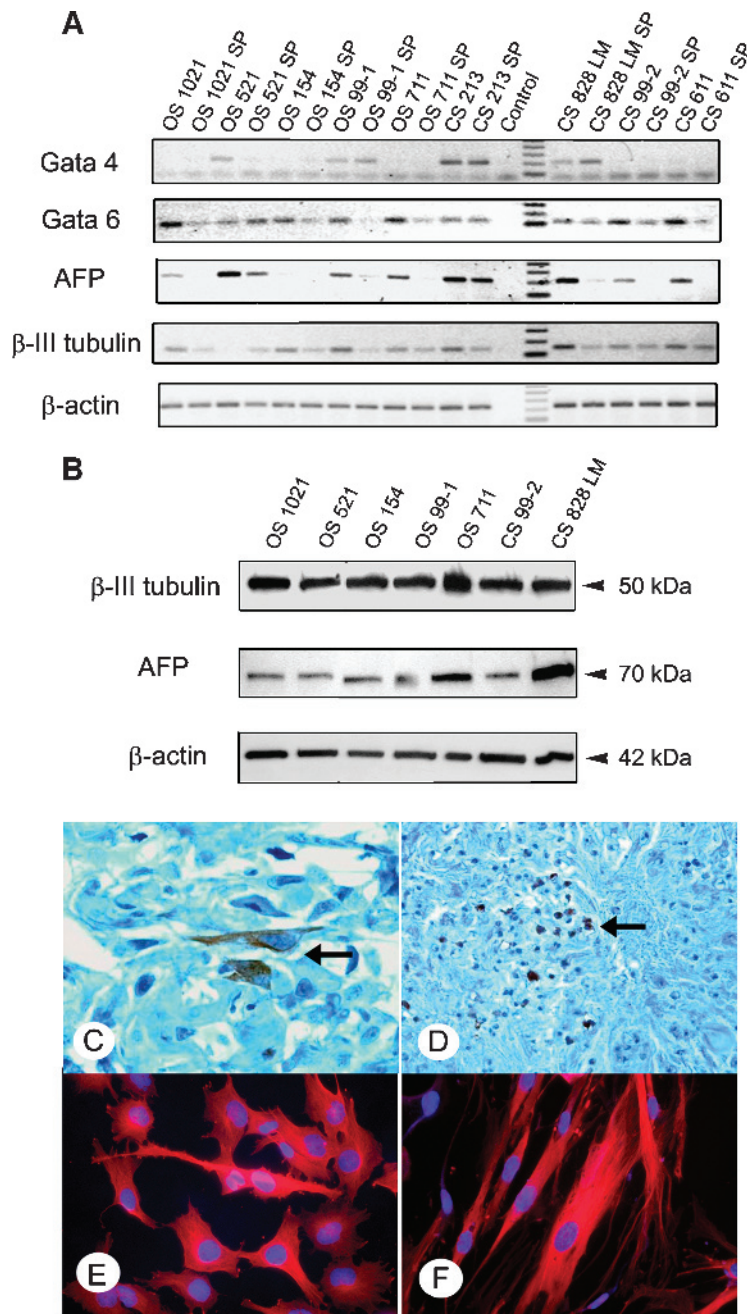 A
OS 1021
OS 1021 SP
OS 521
OS 521 SP
OS 154
OS 154 SP
OS 99-1
OS 99-1 SP
OS 711
OS 711 SP
CS 213
CS 213 SP
Control
CS 828 LM
CS 828 LM SP
CS 99-2
CS 99-2 SP
CS 611
CS 611 SP
Gata 4
Gata 6
AFP
β-III tubulin
β-actin
B
OS 1021
OS 521
OS 154
OS 99-1
OS 711
CS 99-2
CS 828 LM
β-III tubulin
50 kDa
AFP
70 kDa
β-actin
42 kDa
C
D
E
F